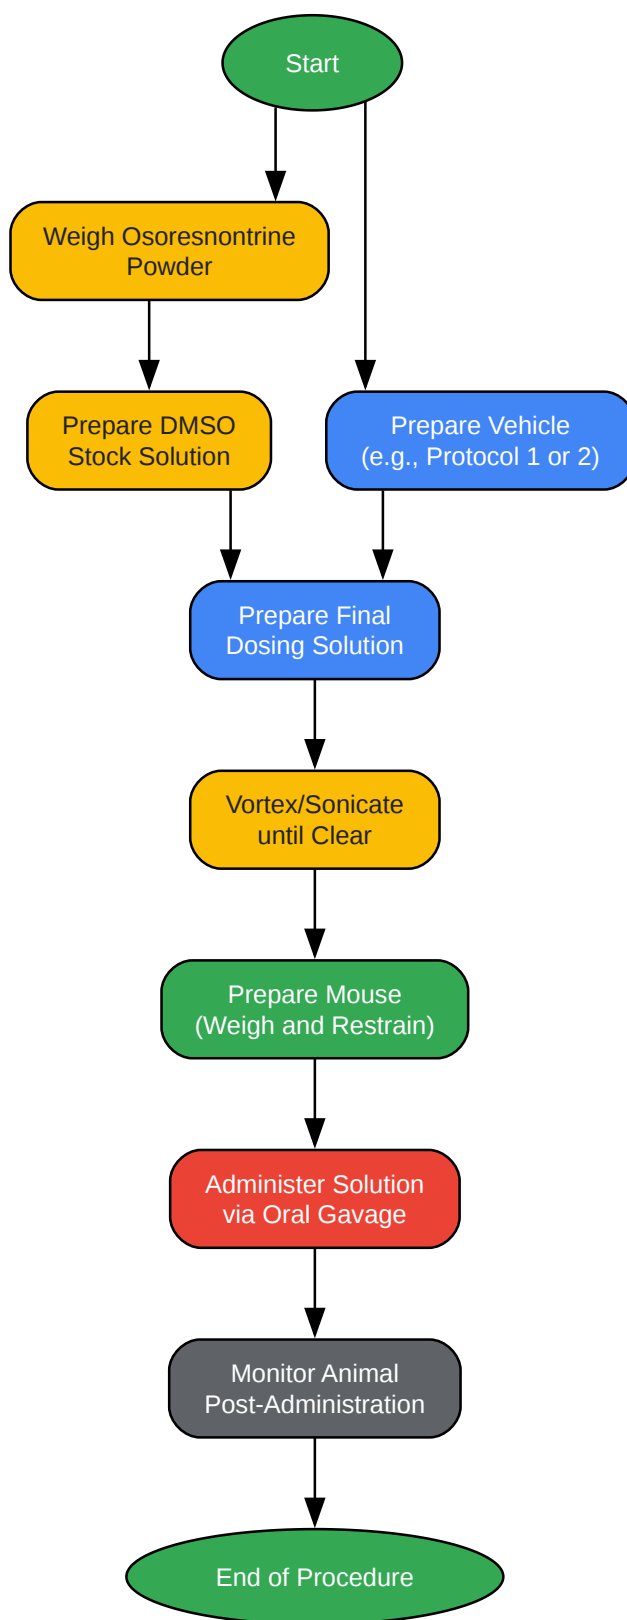 Start
Weigh Osoresnontrine
Powder
Prepare DMSO
Stock Solution
Prepare Vehicle
(e.g., Protocol 1 or 2)
Prepare Final
Dosing Solution
Vortex/Sonicate
until Clear
Prepare Mouse
(Weigh and Restrain)
Administer Solution
via Oral Gavage
Monitor Animal
Post-Administration
End of Procedure